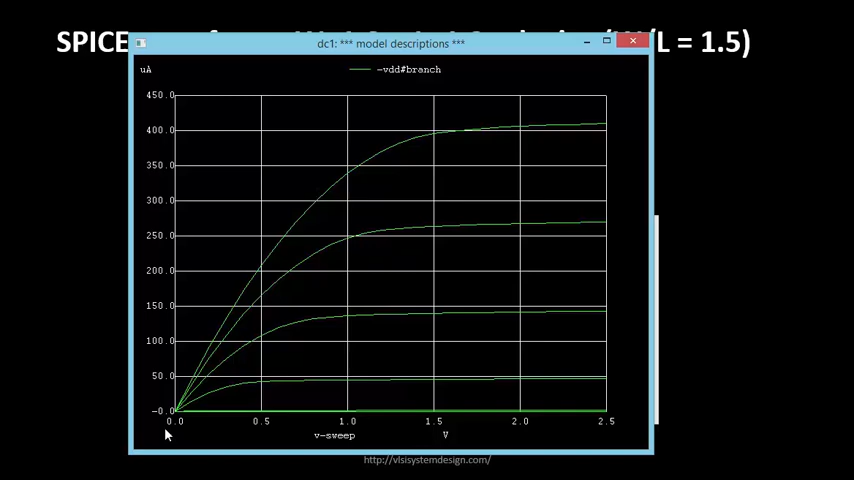 SPICE
/L = 1.5)
dc1: *** model descriptions ***
uA
-vdd#branch
450.0
400.0
350.0
300.0
250.0
200.0
150.0
100.0
50.0
-0.0
0.0 0.5 1.0 1.5 2.0 2.5
v-sweep V
http://vlsisystemdesign.com/